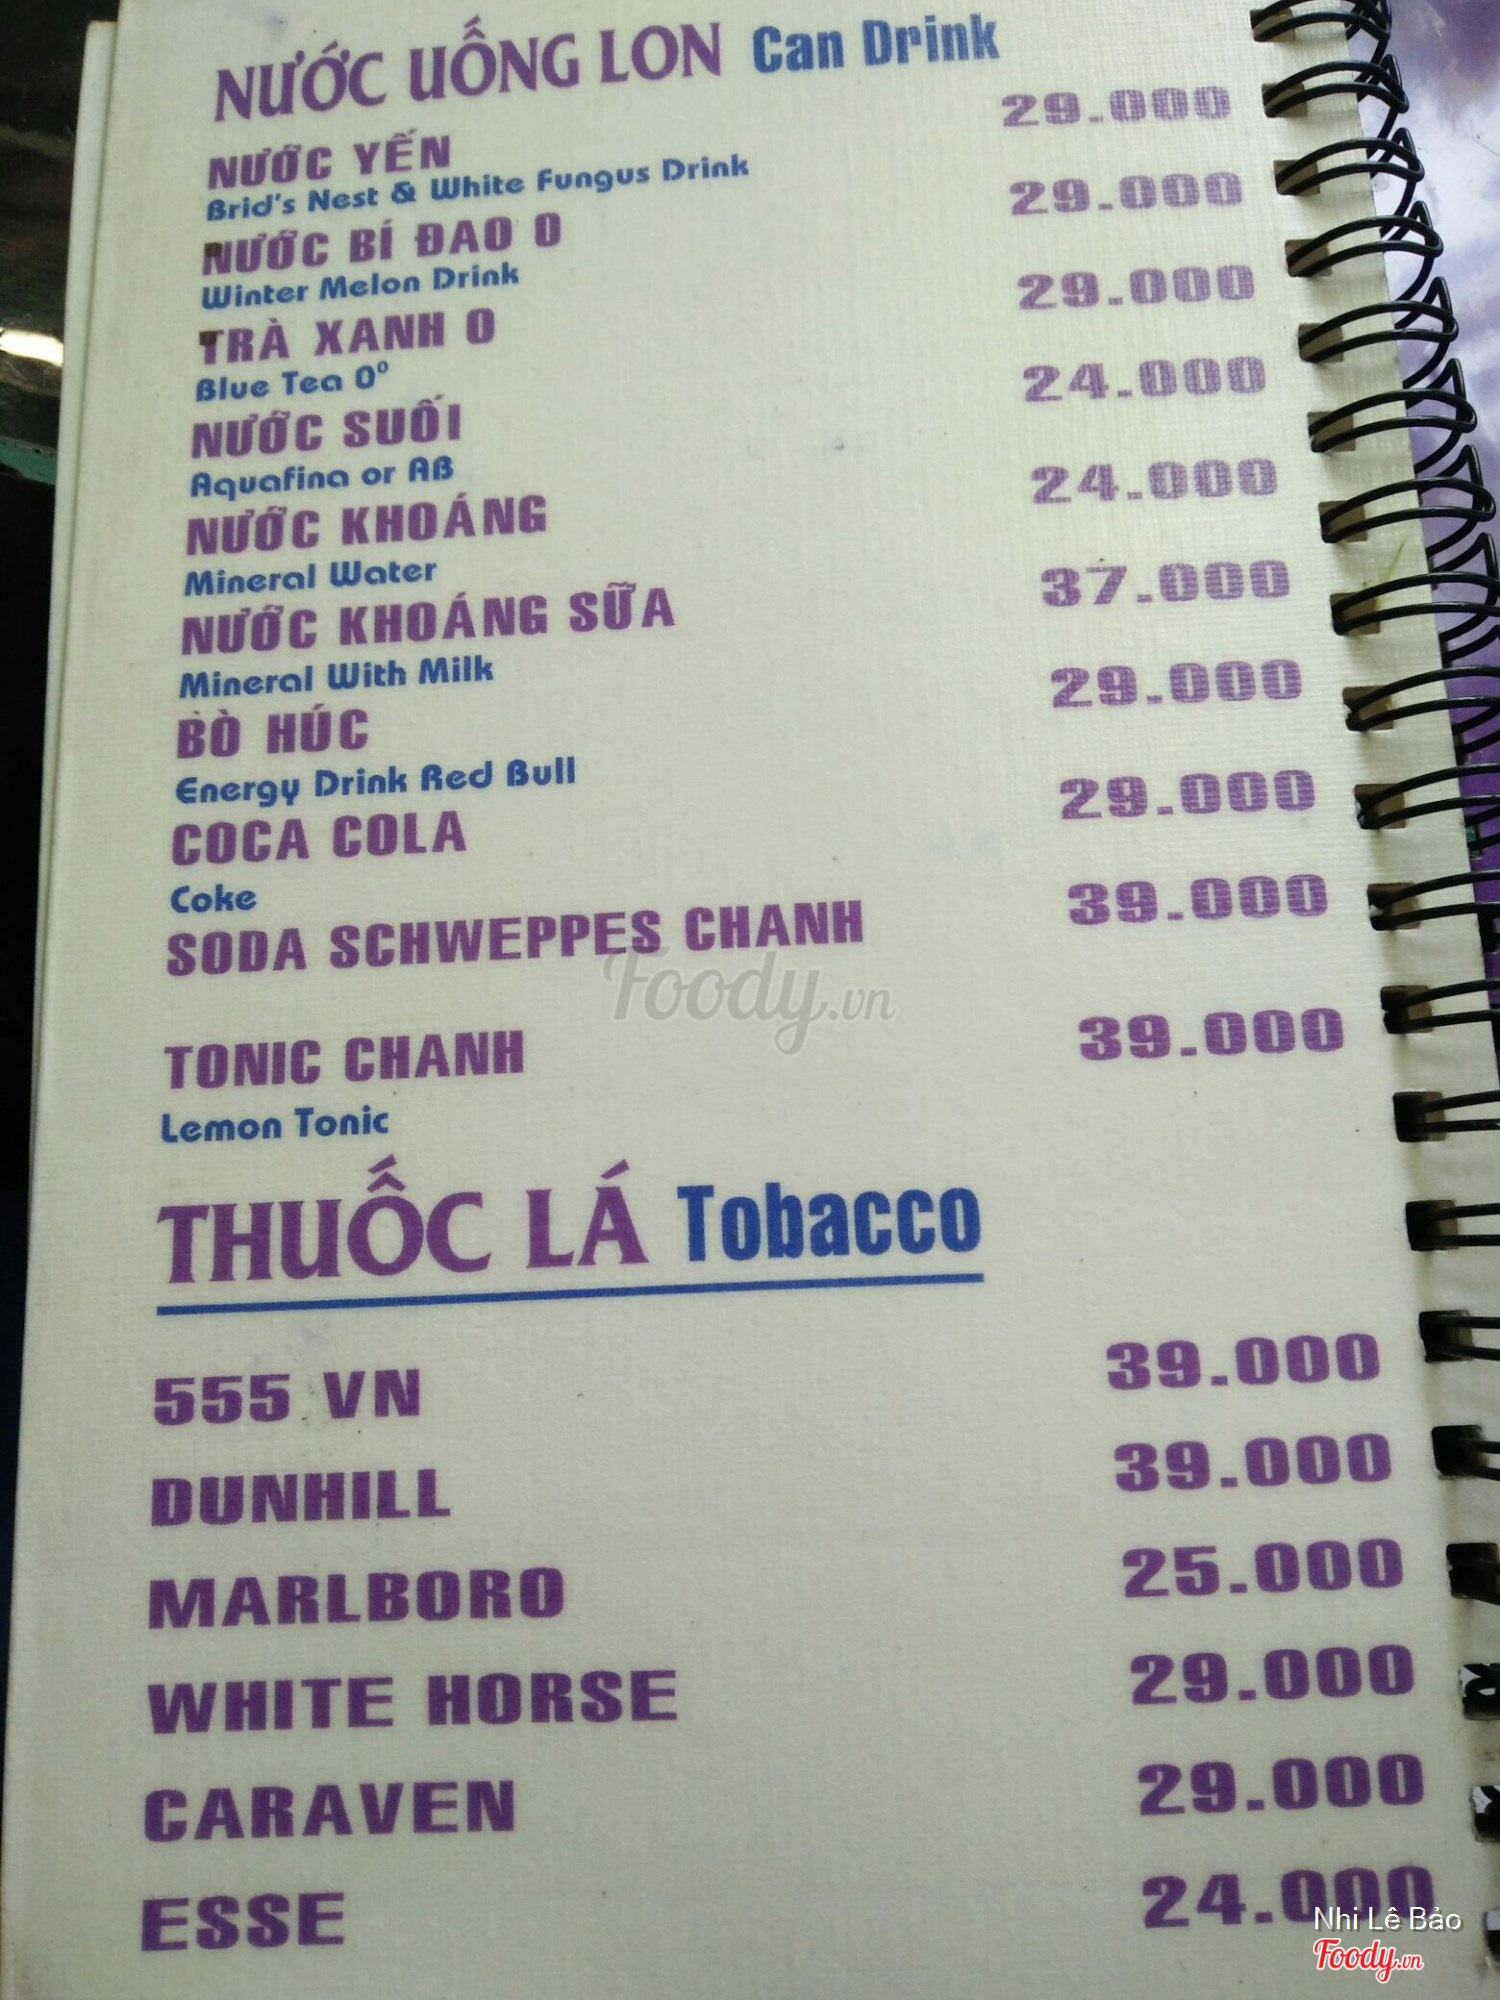 NƯỚC UỐNG LON Can Drink
NƯỚC YẾN 29.000
Brid's Nest & White Fungus Drink
NƯỚC BÍ ĐAO O 29.000
Winter Melon Drink
TRÀ XANH O 29.000
Blue Tea 0°
NƯỚC SUỐI 24.000
Aquafina or AB
NƯỚC KHOÁNG 24.000
Mineral Water
NƯỚC KHOÁNG SỮA 37.000
Mineral With Milk
BÒ HÚC 29.000
Energy Drink Red Bull
COCA COLA 29.000
Coke
SODA SCHWEPPES CHANH 39.000
TONIC CHANH 39.000
Lemon Tonic
THUỐC LÁ Tobacco
555 VN 39.000
DUNHILL 39.000
MARLBORO 25.000
WHITE HORSE 29.000
CARAVEN 29.000
ESSE 24.000
Foody.vn
Nhi Lê Bảo
Foody.vn